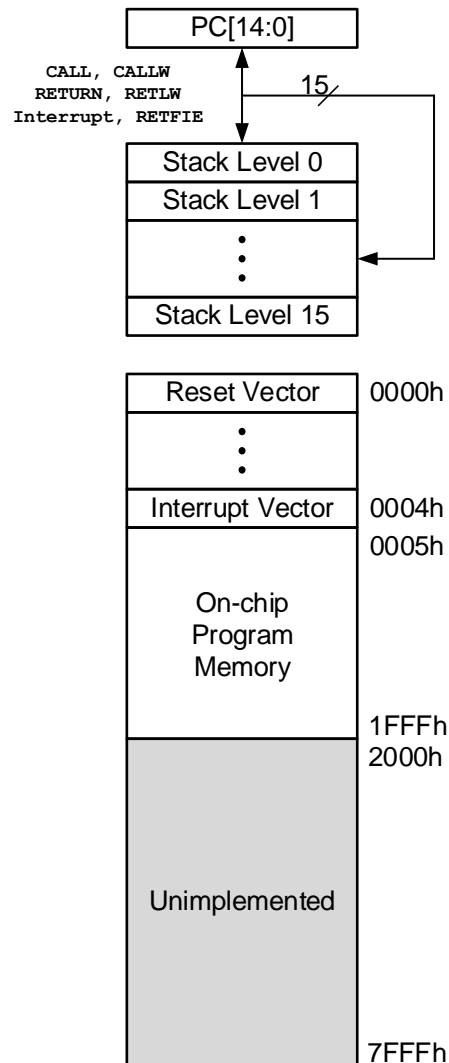 PC[14:0]
CALL, CALLW
RETURN, RETLW
Interrupt, RETFIE
15
Stack Level 0
Stack Level 1
Stack Level 15
Reset Vector
0000h
Interrupt Vector
0004h
0005h
On-chip
Program
Memory
1FFFh
2000h
Unimplemented
7FFFh